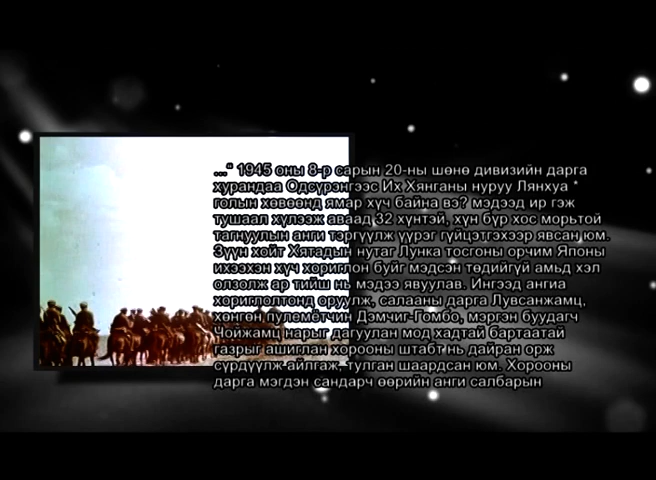 ..." 1945 оны 8-р сарын 20-ны шөнө дивизийн дарга
хурандаа Одсүрэнгээс Их Хянганы нуруу Лянхуа "
голын хөвөөнд ямар хүч байна вэ? мэдээд ир гэж
тушаал хүлээж аваад 32 хүнтэй, хүн бүр хос морьтой
тагнуулын анги тэргүүлж үүрэг гүйцэтгэхээр явсан юм.
Зүүн хойт Хятадын нутаг Лунка тосгоны орчим Японы
ихээхэн хүч хориглон буйг мэдсэн төдийгүй амьд хэл
олзолж ар тийш нь мэдээ явуулав. Ингээд ангиа
хориглолтонд оруулж, салааны дарга Лувсанжамц,
хөнгөн пулемётчин Дэмчиг-Гомбо, мэргэн буудагч
Чойжамц нарыг дагуулан мод хадтай бартаатай
газрыг ашиглан хорооны штабт нь дайран орж
сүрдүүлж айлгаж, тулган шаардсан юм. Хорооны
дарга мэгдэн сандарч өөрийн анги салбарын